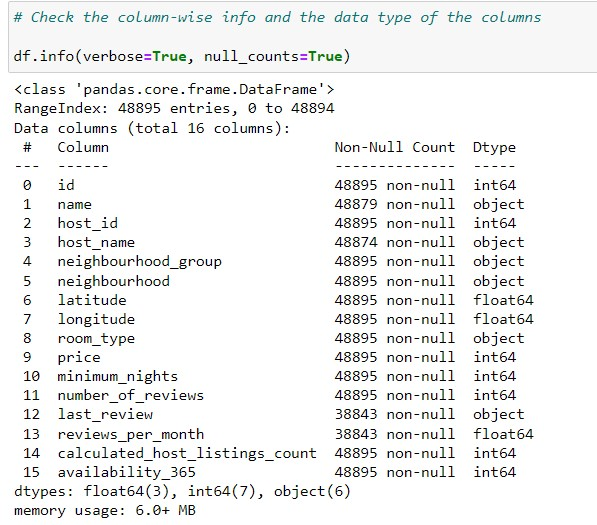 # Check the column-wise info and the data type of the columns
df.info(verbose=True, null_counts=True)
<class 'pandas.core.frame.DataFrame'>
RangeIndex: 48895 entries, 0 to 48894
Data columns (total 16 columns):
 #   Column                          Non-Null Count  Dtype
---  ------                          --------------  -----
 0   id                              48895 non-null  int64
 1   name                            48879 non-null  object
 2   host_id                         48895 non-null  int64
 3   host_name                       48874 non-null  object
 4   neighbourhood_group             48895 non-null  object
 5   neighbourhood                   48895 non-null  object
 6   latitude                        48895 non-null  float64
 7   longitude                       48895 non-null  float64
 8   room_type                       48895 non-null  object
 9   price                           48895 non-null  int64
 10  minimum_nights                  48895 non-null  int64
 11  number_of_reviews               48895 non-null  int64
 12  last_review                     38843 non-null  object
 13  reviews_per_month               38843 non-null  float64
 14  calculated_host_listings_count  48895 non-null  int64
 15  availability_365                48895 non-null  int64
dtypes: float64(3), int64(7), object(6)
memory usage: 6.0+ MB